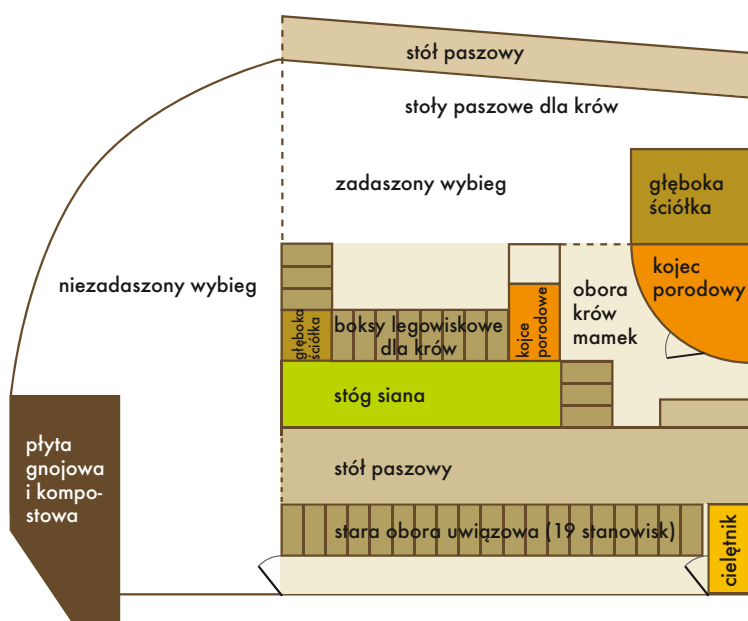 stół paszowy
stoły paszowe dla krów
zadaszony wybieg
głęboka
ściółka
niezadaszony wybieg
kojec
porodowy
obora
krów
mamek
głęboka
ściółka
boksy legowiskowe
dla krów
kojce
porodowe
stóg siana
płyta
gnojowa
i kompo-
stowa
stół paszowy
stara obora uwiązowa (19 stanowisk)
cielętnik